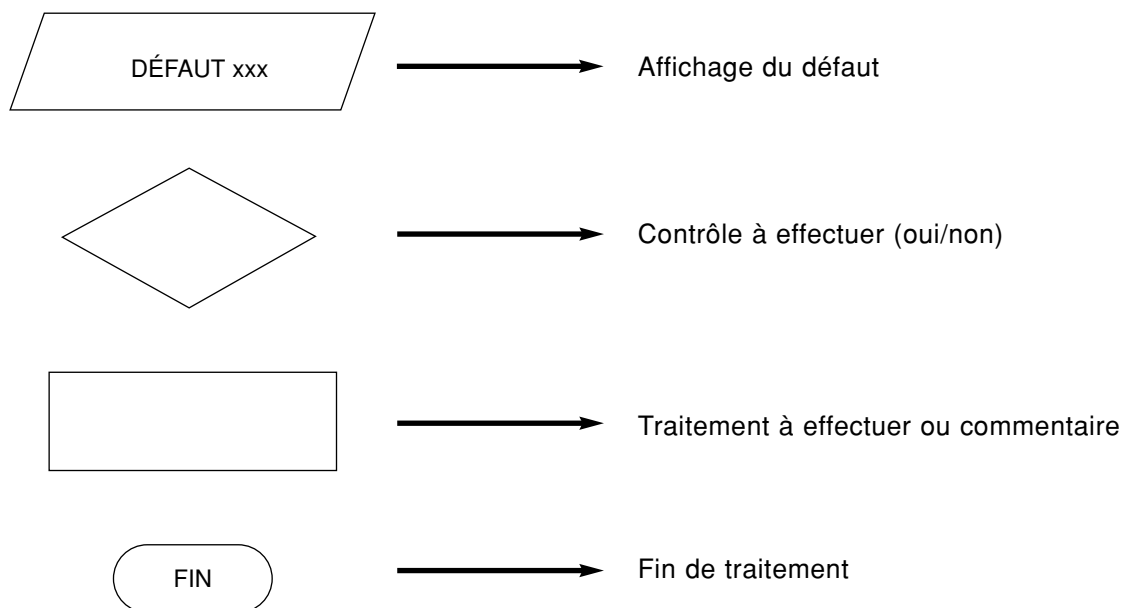 DÉFAUT xxx
Affichage du défaut
Contrôle à effectuer (oui/non)
Traitement à effectuer ou commentaire
FIN
Fin de traitement